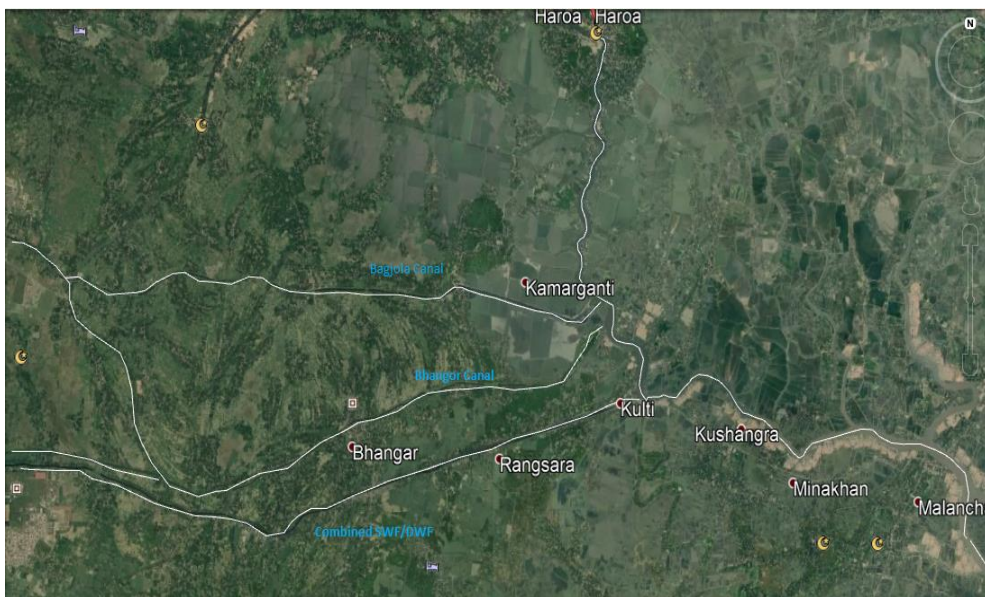 Haroa Haroa
N
Bagjola Canal
Kamarganti
Bhangor Canal
Kulti
Kushangra
Bhangar
Rangsara
Minakhan
Malanch
Combined SWF/DWF